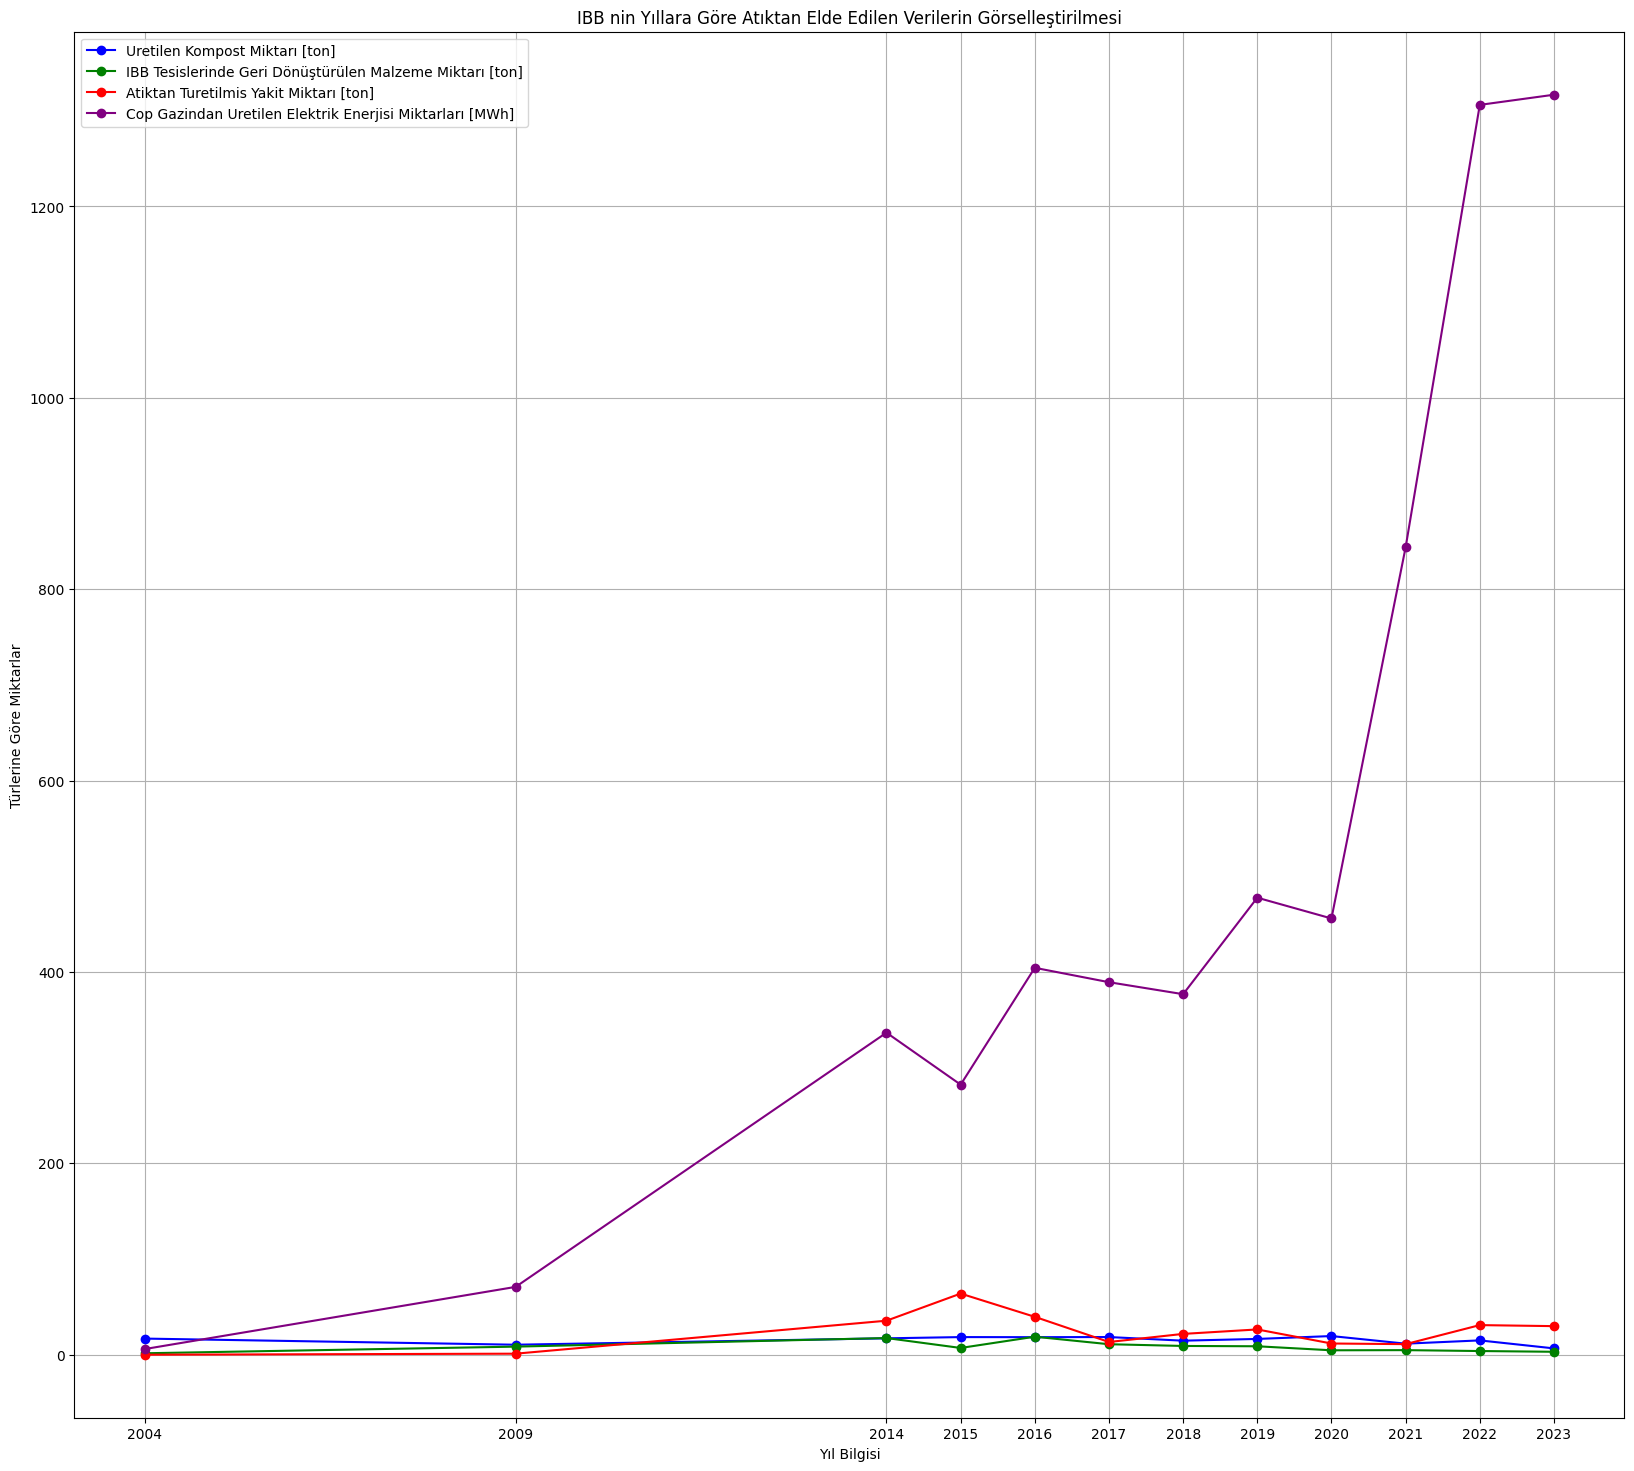 IBB nin Yıllara Göre Atıktan Elde Edilen Verilerin Görselleştirilmesi
Uretilen Kompost Miktarı [ton]
IBB Tesislerinde Geri Dönüştürülen Malzeme Miktarı [ton]
Atiktan Turetilmis Yakit Miktarı [ton]
Cop Gazindan Uretilen Elektrik Enerjisi Miktarları [MWh]
Türlerine Göre Miktarlar
1200
1000
800
600
400
200
0
2004 2009 2014 2015 2016 2017 2018 2019 2020 2021 2022 2023
Yıl Bilgisi